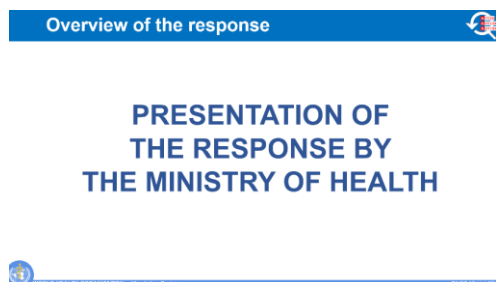 Overview of the response
PRESENTATION OF
THE RESPONSE BY
THE MINISTRY OF HEALTH